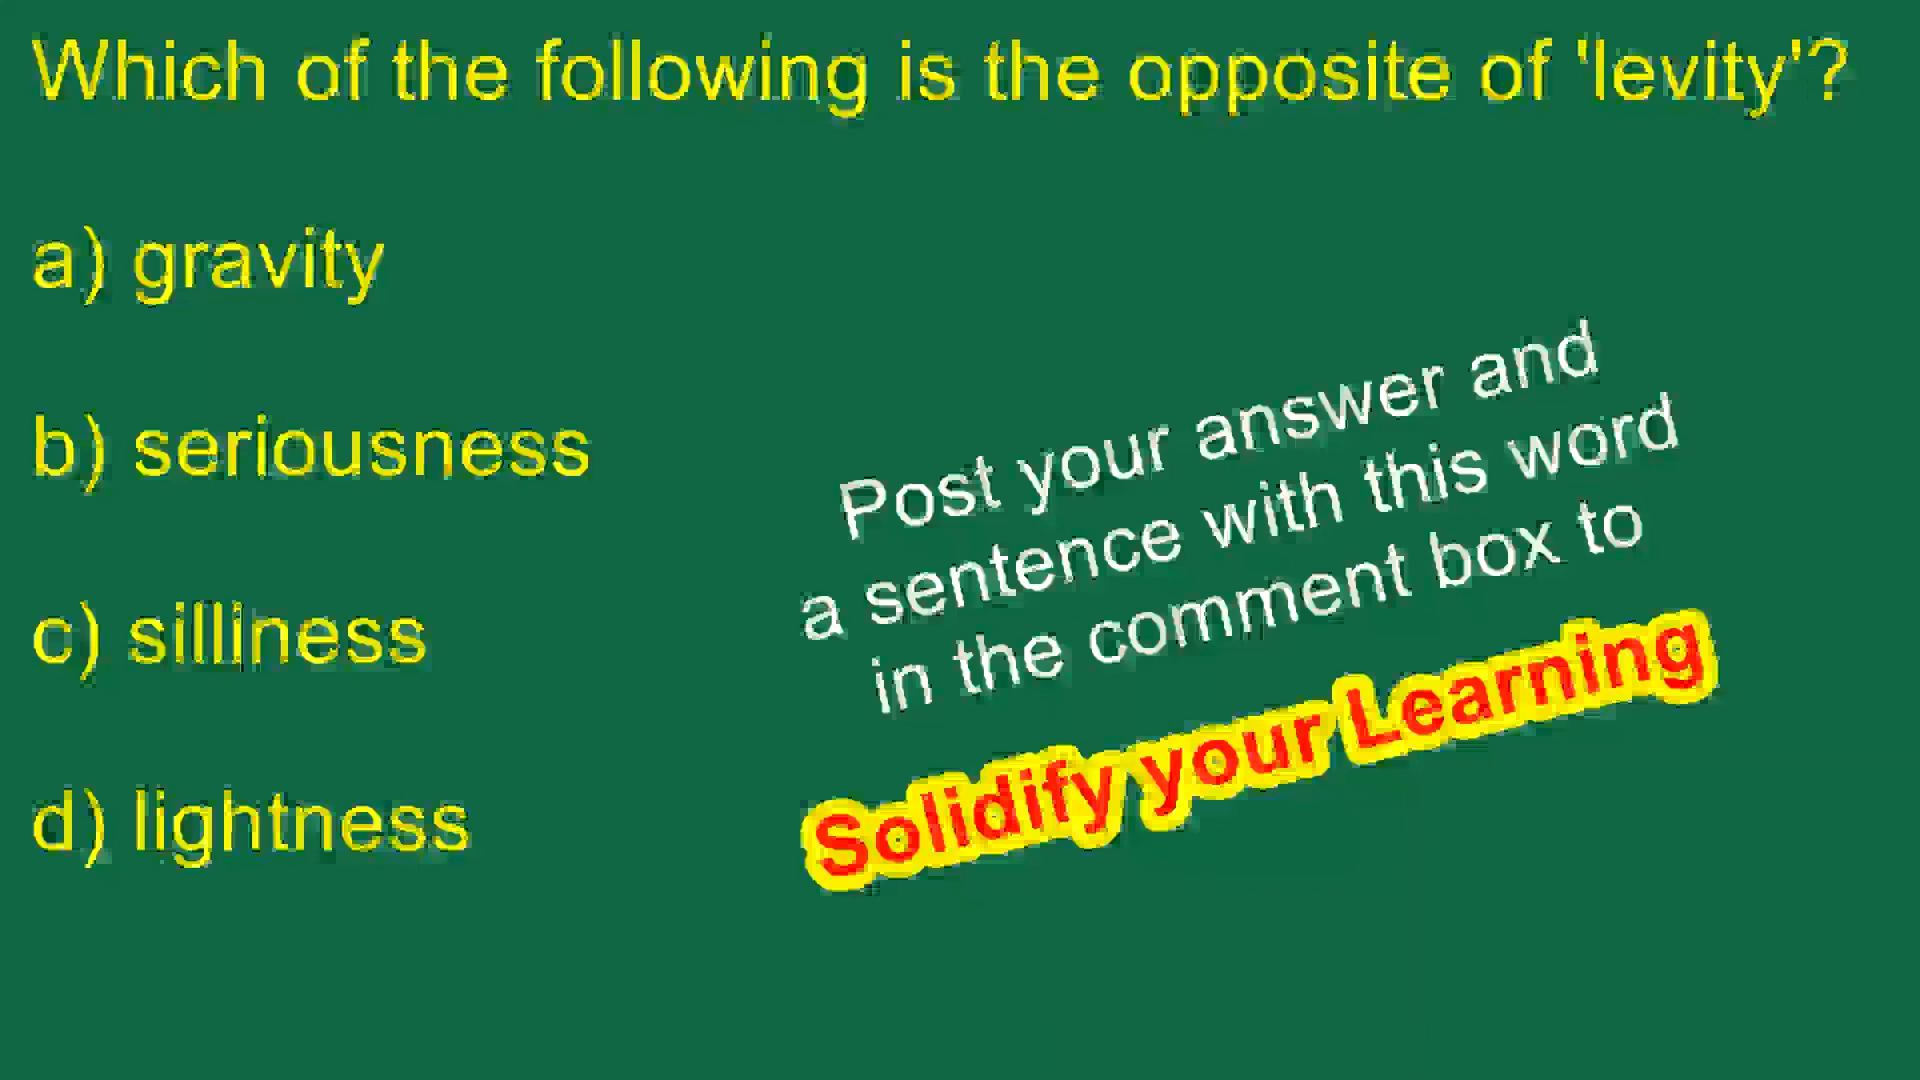 Which of the following is the opposite of 'levity'?
a) gravity
b) seriousness
c) silliness
d) lightness
Post your answer and
a sentence with this word
in the comment box to
Solidify your Learning